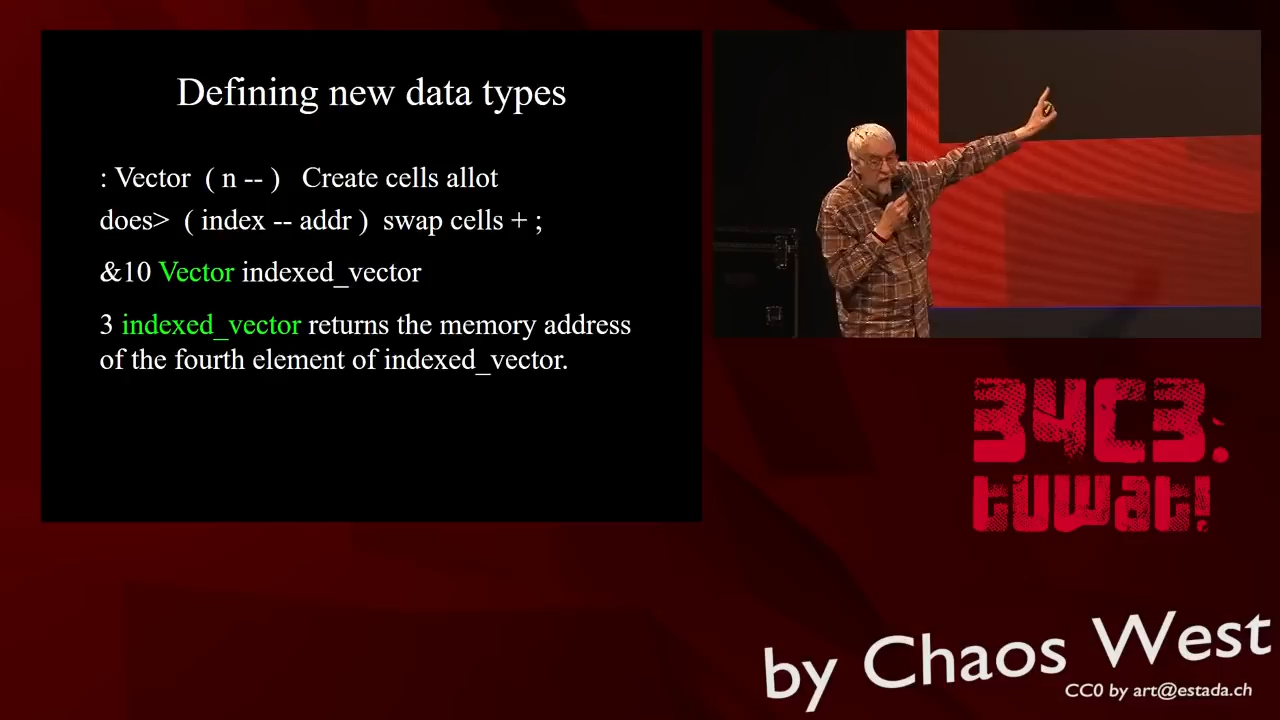 Defining new data types
: Vector ( n -- ) Create cells allot
does> ( index -- addr ) swap cells + ;
&10 Vector indexed_vector
3 indexed_vector returns the memory address
of the fourth element of indexed_vector.
34C3:
tuwat!
by Chaos West
CC0 by art@estada.ch